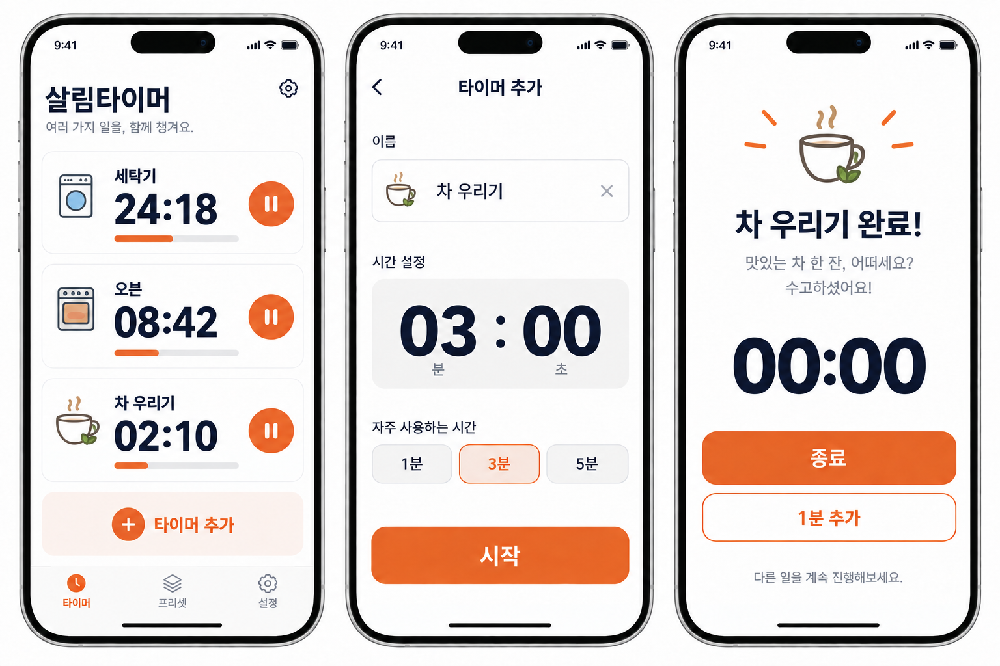 9:41
살림타이머
여러 가지 일을, 함께 챙겨요.
세탁기
24:18
오븐
08:42
차 우리기
02:10
타이머 추가
타이머
프리셋
설정
9:41
타이머 추가
이름
차 우리기
시간 설정
03 : 00
분 초
자주 사용하는 시간
1분 3분 5분
시작
9:41
차 우리기 완료!
맛있는 차 한 잔, 어떠세요?
수고하셨어요!
00:00
종료
1분 추가
다른 일을 계속 진행해보세요.